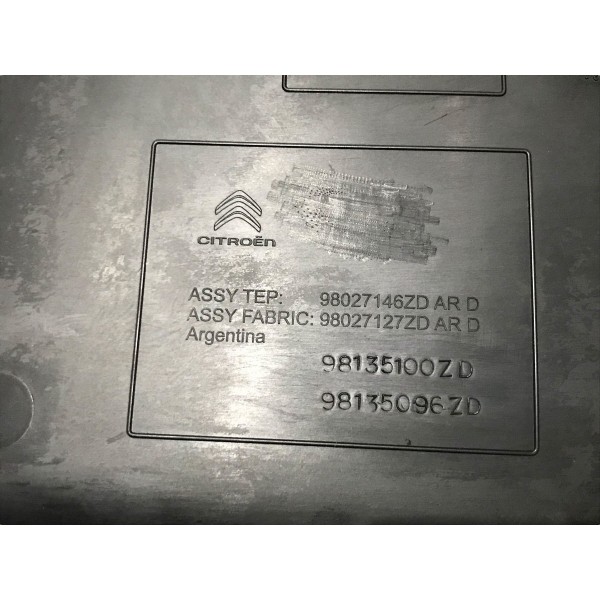 CITROËN
ASSY TEP: 98027146ZD AR D
ASSY FABRIC: 98027127ZD AR D
Argentina
98135100ZD
98135096ZD